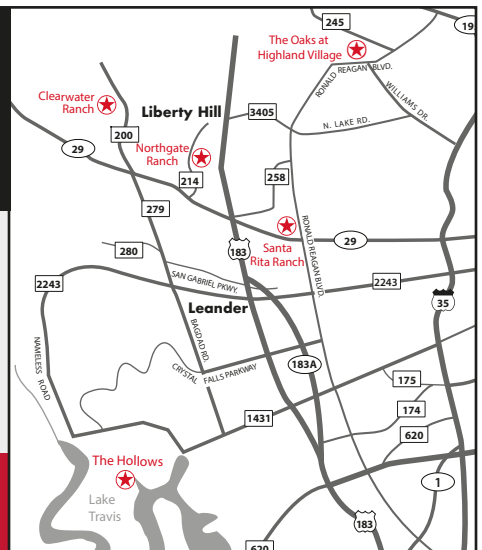 245
19
The Oaks at
Highland Village
RONALD REAGAN BLVD.
WILLIAMS DR.
Clearwater
Ranch
Liberty Hill
3405
N. LAKE RD.
200
29
Northgate
Ranch
214
258
279
RONALD REAGAN BLVD.
Santa
Rita Ranch
29
183
280
SAN GABRIEL PKWY.
2243
2243
35
Leander
NAMELESS ROAD
BAGDAD RD.
CRYSTAL FALLS PARKWAY
183A
175
174
1431
620
The Hollows
Lake
Travis
1
183
620